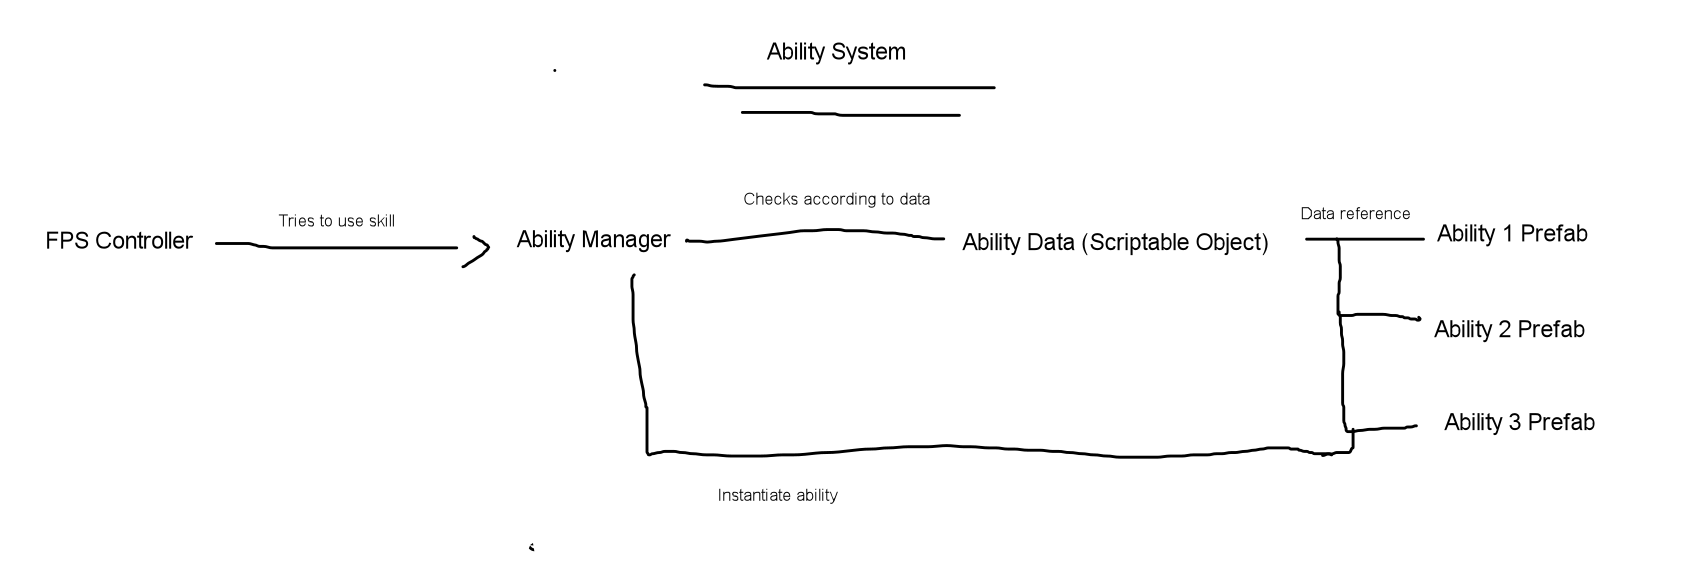 Ability System
Checks according to data
Tries to use skill
Data reference
FPS Controller
Ability Manager
Ability Data (Scriptable Object)
Ability 1 Prefab
Ability 2 Prefab
Ability 3 Prefab
Instantiate ability